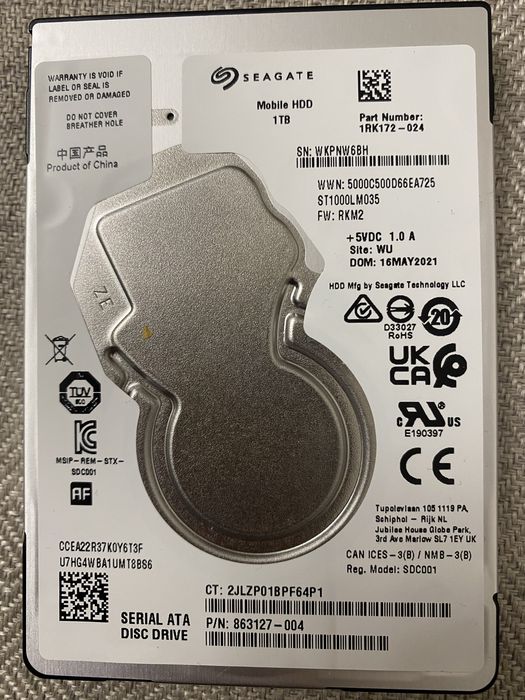 WARRANTY IS VOID IF
LABEL OR SEAL IS
REMOVED OR DAMAGED
DO NOT COVER
BREATHER HOLE
中国产品
Product of China
SEAGATE
Mobile HDD
1TB
Part Number:
1RK172-024
SN: WKPNW6BH
WWN: 5000C500D66EA725
ST1000LM035
FW: RKM2
+5VDC 1.0 A
Site: WU
DOM: 16MAY2021
HDD Mfg by Seagate Technology LLC
20
D33027
RoHS
UK
CA
c RU ® US
E190397
CE
ZE
TUV
MSIP-REM-STX-
SDC001
AF
Tupolevlaan 105 1119 PA,
Schiphol - Rijk NL
Jubilee House Globe Park,
3rd Ave Marlow SL7 1EY UK
CAN ICES-3(B) / NMB-3(B)
Reg. Model: SDC001
CCEA22R37K0Y6T3F
U7HG4WBA1UMT8BS6
SERIAL ATA
DISC DRIVE
CT: 2JLZP01BPF64P1
P/N: 863127-004